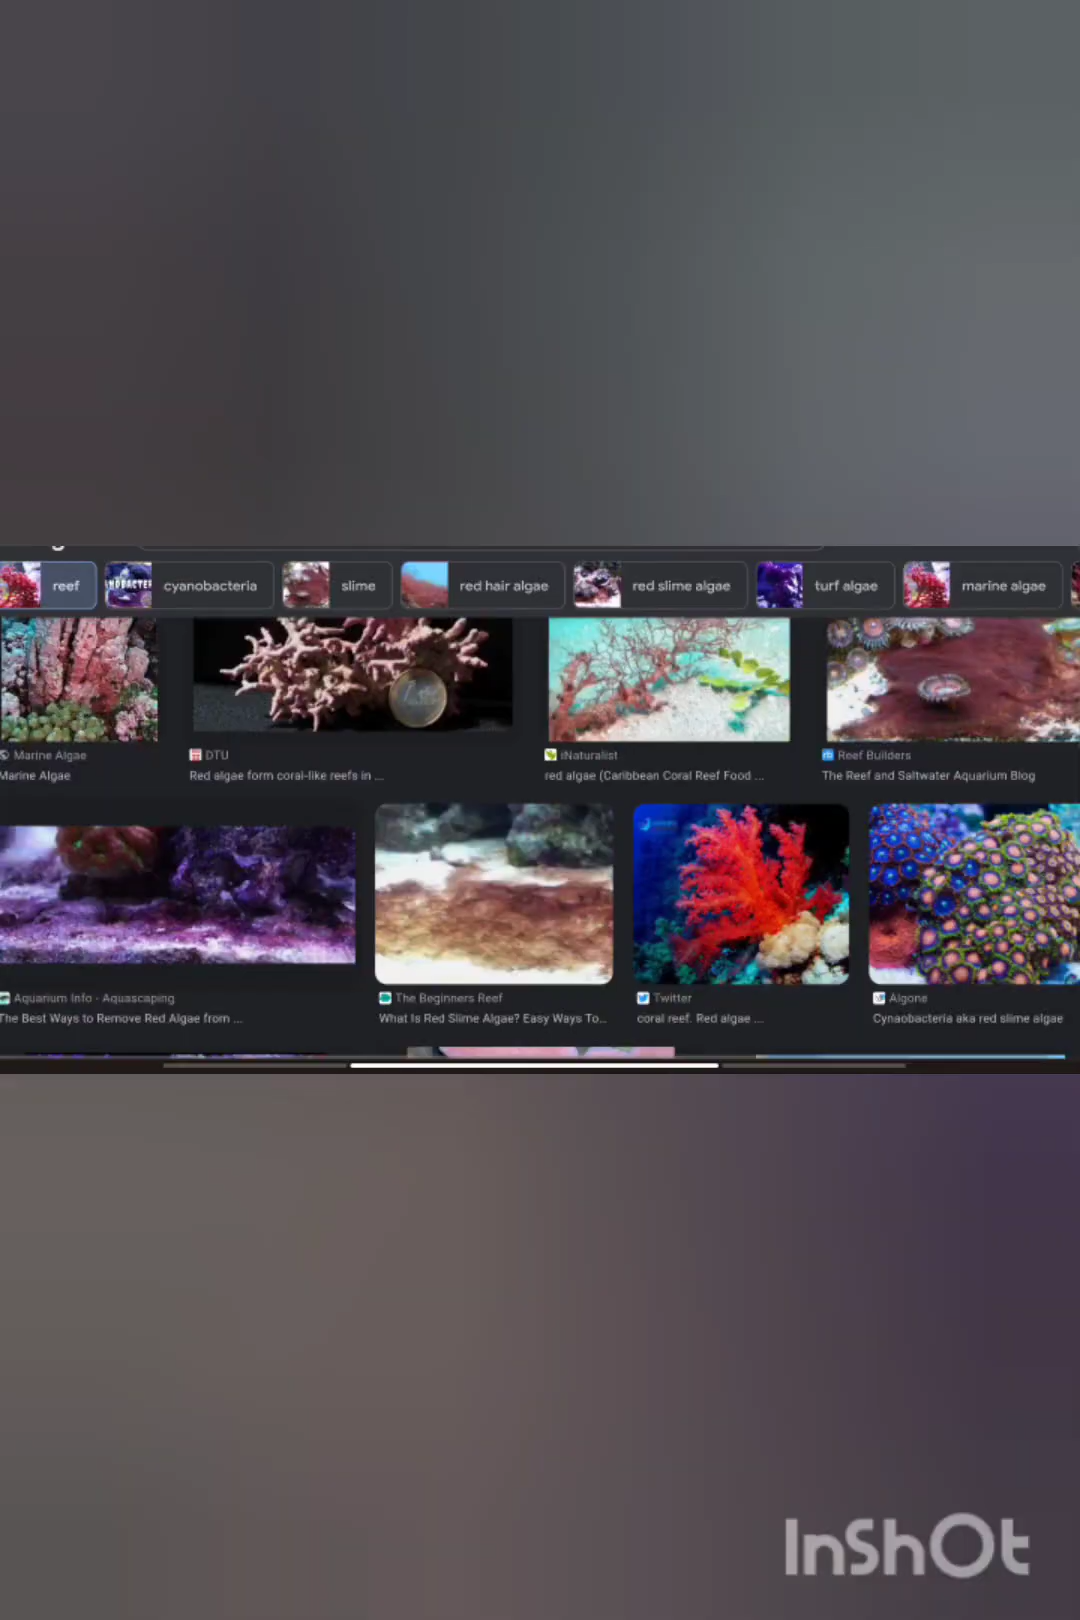 reef
cyanobacteria
slime
red hair algae
red slime algae
turf algae
marine algae
Marine Algae
Marine Algae
DTU
Red algae form coral-like reefs in ...
iNaturalist
red algae (Caribbean Coral Reef Food ...
Reef Builders
The Reef and Saltwater Aquarium Blog
Aquarium Info - Aquascaping
The Best Ways to Remove Red Algae from ...
The Beginners Reef
What Is Red Slime Algae? Easy Ways To...
Twitter
coral reef. Red algae ...
Algone
Cynaobacteria aka red slime algae
InShOt